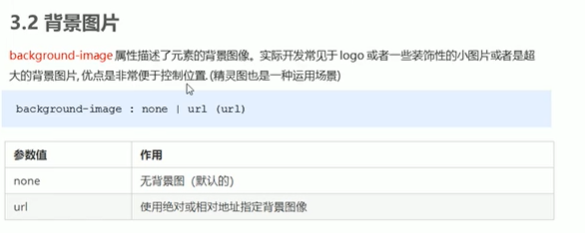 3.2 背景图片
background-image 属性描述了元素的背景图像。实际开发常见于 logo 或者一些装饰性的小图片或者是超
大的背景图片, 优点是非常便于控制位置. (精灵图也是一种运用场景)
background-image : none | url (url)
参数值 作用
none 无背景图（默认的）
url 使用绝对或相对地址指定背景图像